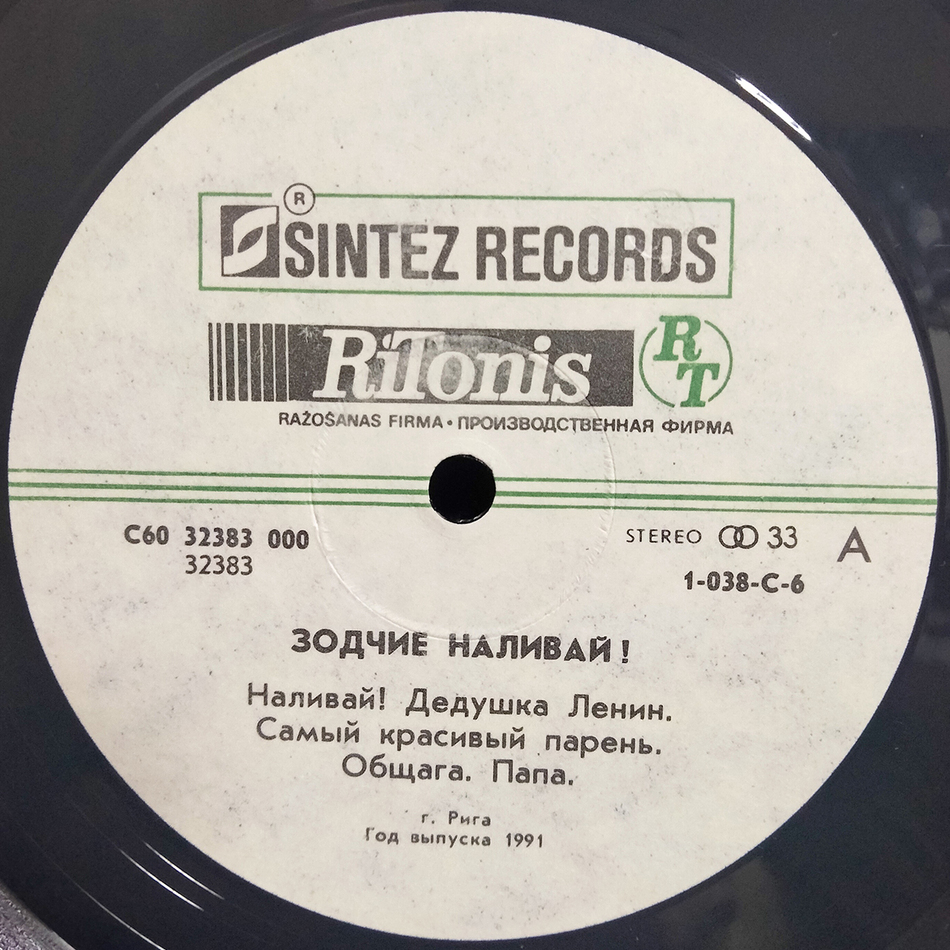 ®
SINTEZ RECORDS
RiTonis RT
RAŽOŠANAS FIRMA • ПРОИЗВОДСТВЕННАЯ ФИРМА
С60 32383 000
32383
STEREO 33
A
1-038-С-6
ЗОДЧИЕ НАЛИВАЙ!
Наливай! Дедушка Ленин.
Самый красивый парень.
Общага. Папа.
г. Рига
Год выпуска 1991